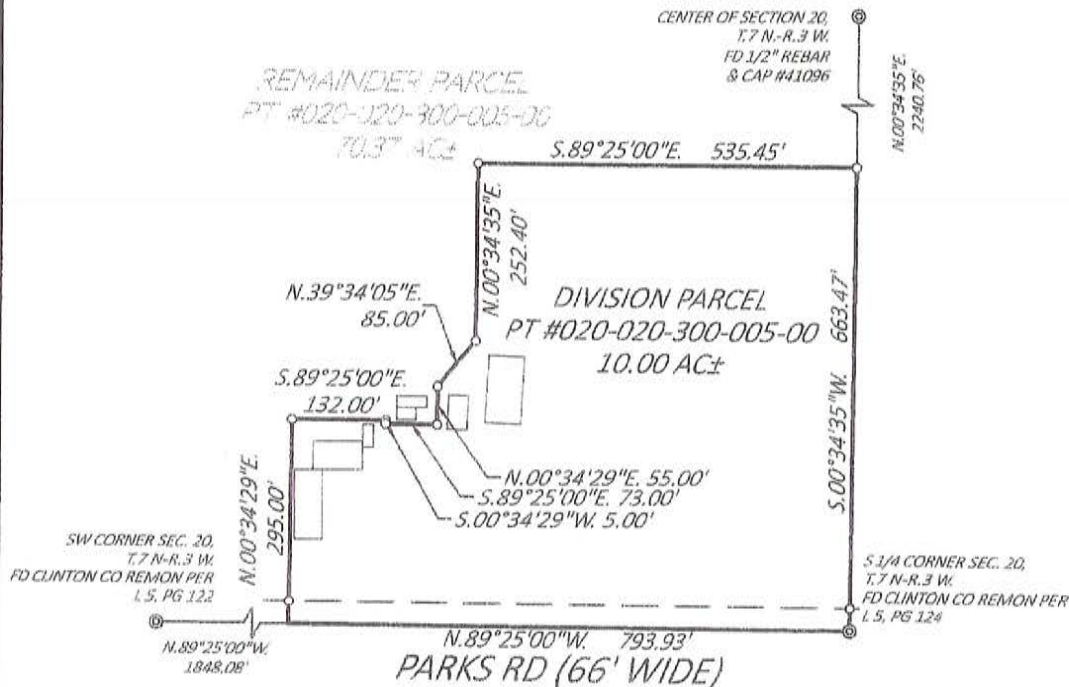 CENTER OF SECTION 20,
T.7 N.-R.3 W.
FD 1/2" REBAR
& CAP #41096
N.00°34'35"E.
2240.76'
REMAINDER PARCEL
PT #020-020-300-005-00
70.37 AC±
S.89°25'00"E. 535.45'
N.00°34'35"E.
252.40'
N.39°34'05"E.
85.00'
DIVISION PARCEL
PT #020-020-300-005-00
10.00 AC±
S.00°34'35"W. 663.47'
S.89°25'00"E.
132.00'
N.00°34'29"E. 55.00'
S.89°25'00"E. 73.00'
S.00°34'29"W. 5.00'
N.00°34'29"E.
295.00'
SW CORNER SEC. 20,
T.7 N-R.3 W.
FD CLINTON CO REMON PER
L 5, PG 122
S 1/4 CORNER SEC. 20,
T.7 N-R.3 W.
FD CLINTON CO REMON PER
L 5, PG 124
N.89°25'00"W.
1848.08'
N.89°25'00"W. 793.93'
PARKS RD (66' WIDE)